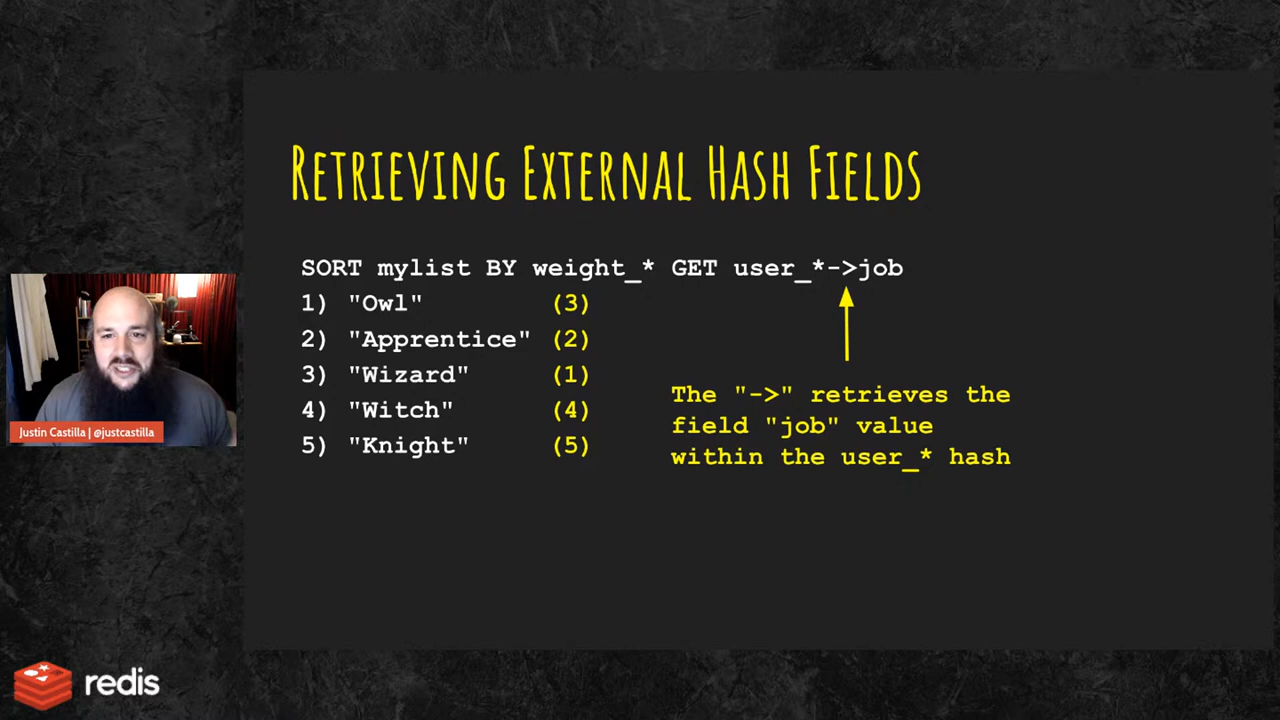 RETRIEVING EXTERNAL HASH FIELDS
SORT mylist BY weight_* GET user_*->job
1) "Owl" (3)
2) "Apprentice" (2)
3) "Wizard" (1)
4) "Witch" (4)
5) "Knight" (5)
The "->" retrieves the
field "job" value
within the user_* hash
Justin Castilla | @justcastilla
redis